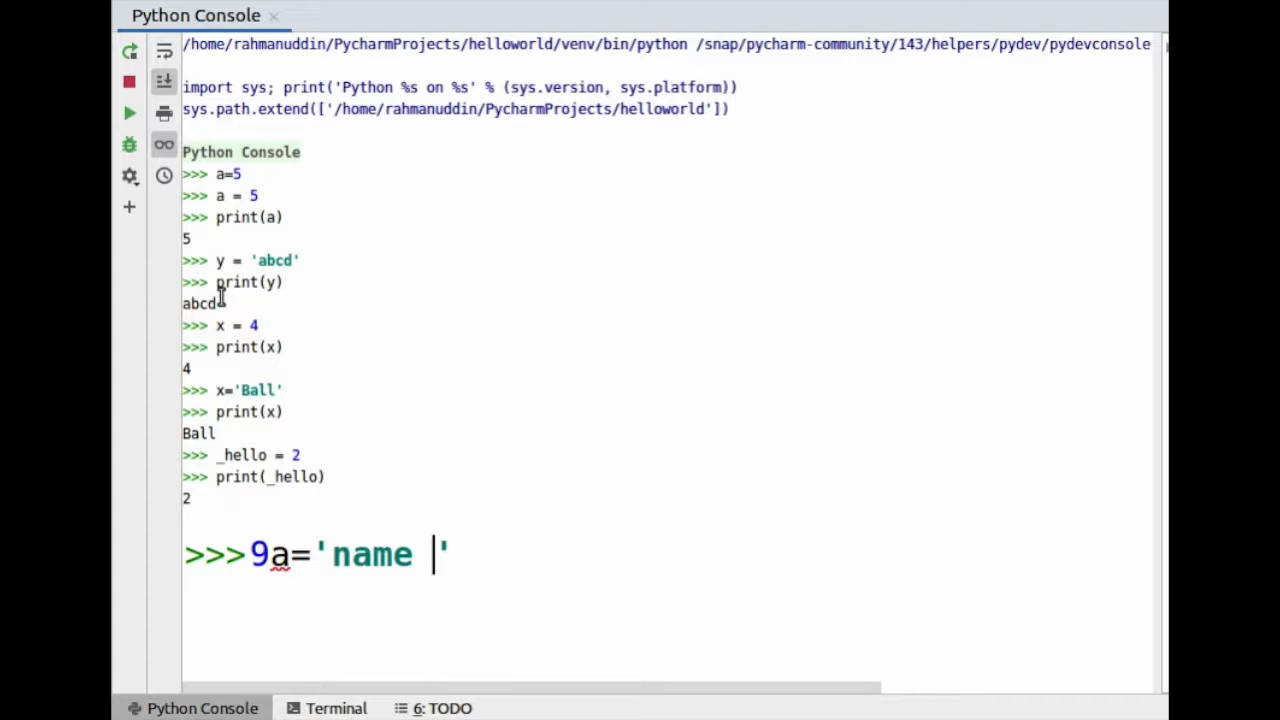 Python Console
/home/rahmanuddin/PycharmProjects/helloworld/venv/bin/python /snap/pycharm-community/143/helpers/pydev/pydevconsole
import sys; print('Python %s on %s' % (sys.version, sys.platform))
sys.path.extend(['/home/rahmanuddin/PycharmProjects/helloworld'])
Python Console
>>> a=5
>>> a = 5
>>> print(a)
5
>>> y = 'abcd'
>>> print(y)
abcd
>>> x = 4
>>> print(x)
4
>>> x='Ball'
>>> print(x)
Ball
>>> _hello = 2
>>> print(_hello)
2
>>>9a='name '
Python Console Terminal 6: TODO